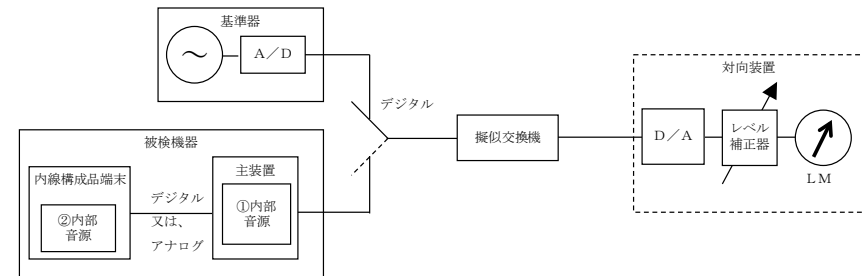 基準器
～
A／D
デジタル
被検機器
内線構成品端末
②内部
音源
デジタル
又は、
アナログ
主装置
①内部
音源
擬似交換機
対向装置
D／A
レベル
補正器
LM